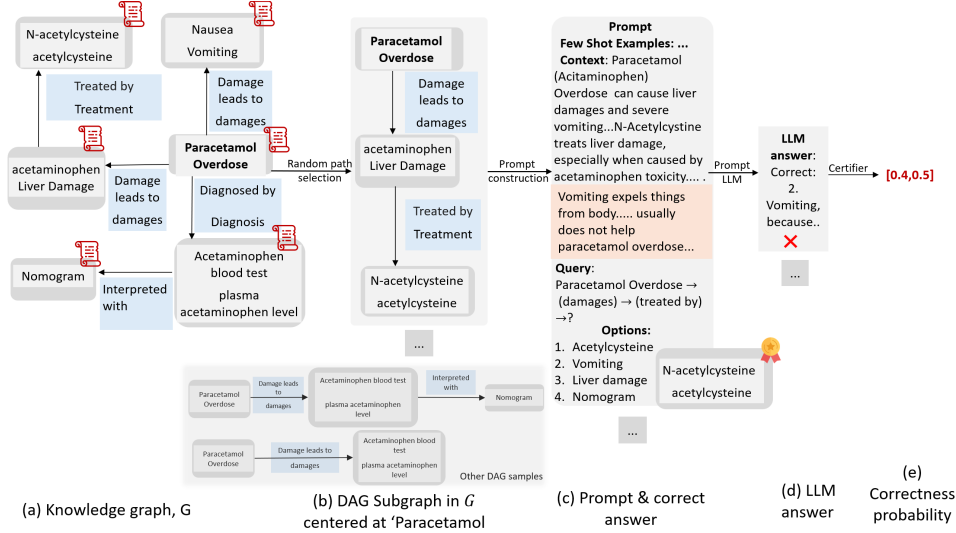 N-acetylcysteine
acetylcysteine
Nausea
Vomiting
Treated by
Treatment
Damage
leads to
damages
acetaminophen
Liver Damage
Paracetamol
Overdose
Damage
leads to
damages
Diagnosed by
Diagnosis
Nomogram
Interpreted
with
Acetaminophen
blood test
plasma
acetaminophen level
(a) Knowledge graph, G
Random path
selection
Paracetamol
Overdose
Damage
leads to
damages
acetaminophen
Liver Damage
Treated by
Treatment
N-acetylcysteine
acetylcysteine
...
Paracetamol
Overdose
Damage leads
to
damages
Acetaminophen blood test
plasma acetaminophen
level
Interpreted
with
Nomogram
Paracetamol
Overdose
Damage leads to
damages
Acetaminophen blood
test
plasma acetaminophen
level
Other DAG samples
(b) DAG Subgraph in G
centered at ‘Paracetamol
Prompt
construction
Prompt
Few Shot Examples: ...
Context: Paracetamol
(Acitaminophen)
Overdose can cause liver
damages and severe
vomiting...N-Acetylcystine
treats liver damage,
especially when caused by
acetaminophen toxicity.... .
Vomiting expels things
from body..... usually
does not help
paracetamol overdose...
Query:
Paracetamol Overdose →
(damages) → (treated by)
→?
Options:
1. Acetylcysteine
2. Vomiting
3. Liver damage
4. Nomogram
N-acetylcysteine
acetylcysteine
...
(c) Prompt & correct
answer
Prompt
LLM
LLM
answer:
Correct:
2.
Vomiting,
because..
...
(d) LLM
answer
Certifier
[0.4,0.5]
(e)
Correctness
probability